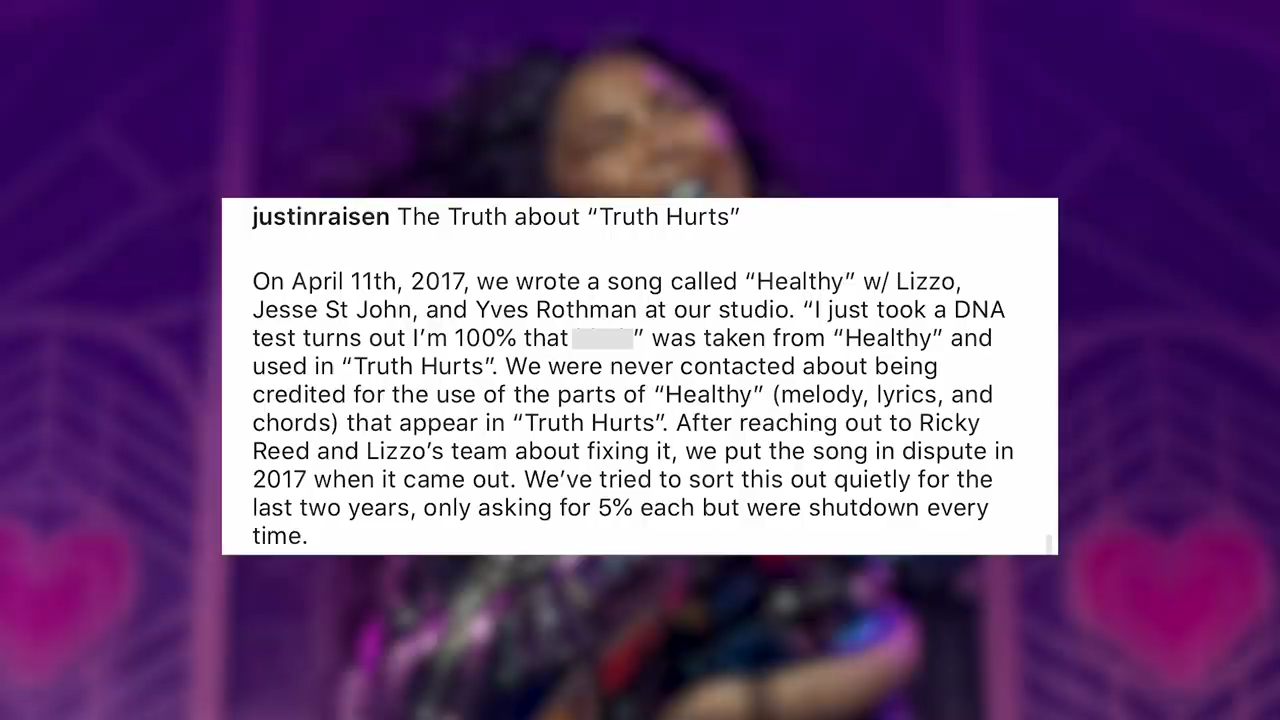 justinraisen The Truth about “Truth Hurts”
On April 11th, 2017, we wrote a song called “Healthy” w/ Lizzo,
Jesse St John, and Yves Rothman at our studio. “I just took a DNA
test turns out I’m 100% that ” was taken from “Healthy” and
used in “Truth Hurts”. We were never contacted about being
credited for the use of the parts of “Healthy” (melody, lyrics, and
chords) that appear in “Truth Hurts”. After reaching out to Ricky
Reed and Lizzo’s team about fixing it, we put the song in dispute in
2017 when it came out. We’ve tried to sort this out quietly for the
last two years, only asking for 5% each but were shutdown every
time.